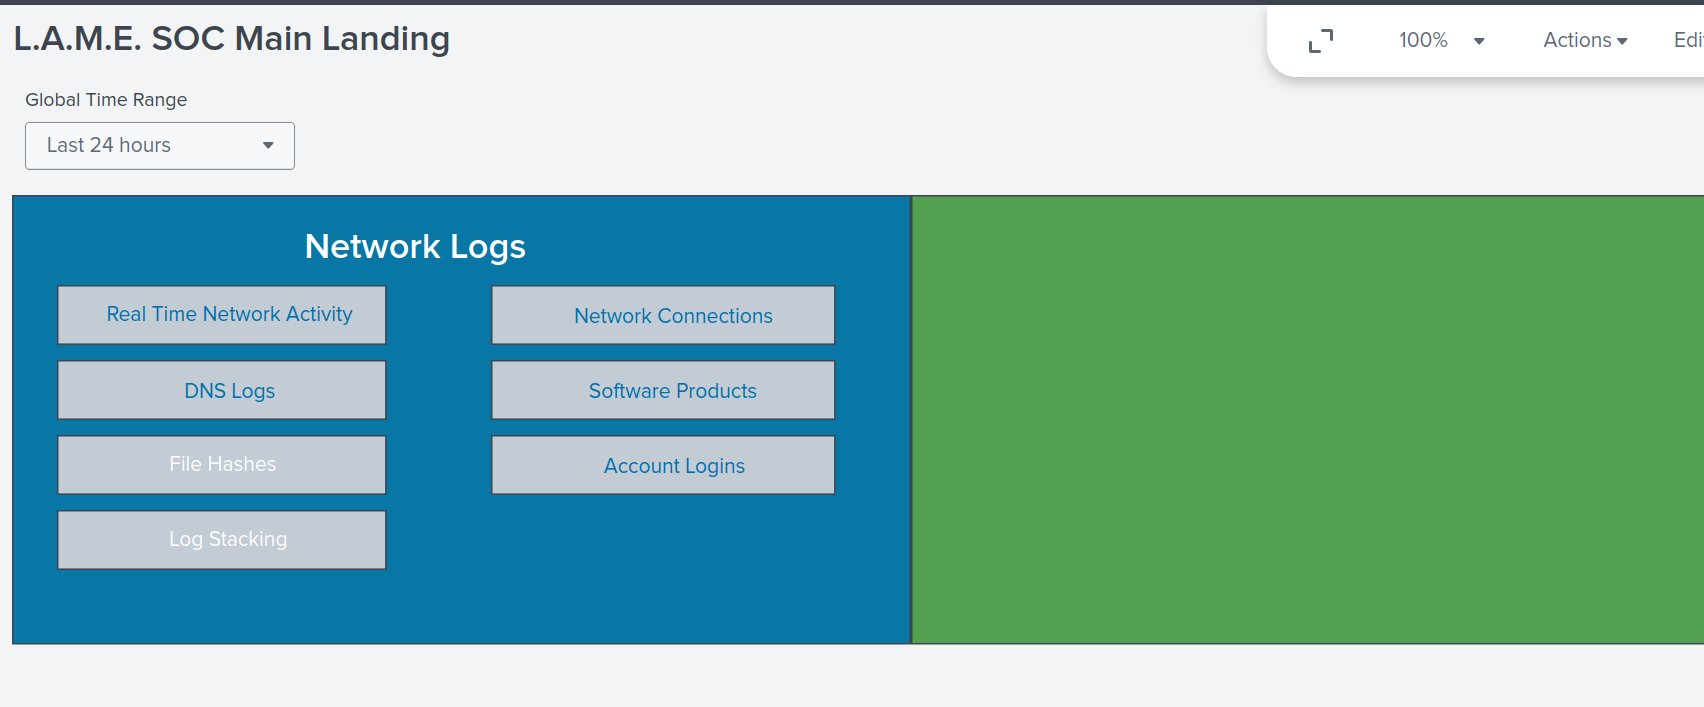 L.A.M.E. SOC Main Landing
100%
Actions
Global Time Range
Last 24 hours
Network Logs
Real Time Network Activity
Network Connections
DNS Logs
Software Products
File Hashes
Account Logins
Log Stacking